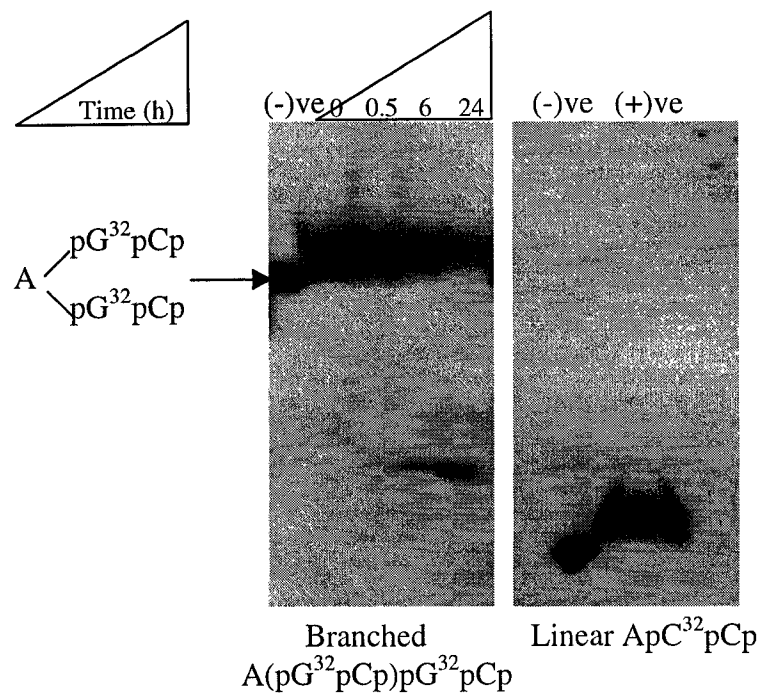 Time (h)
(-)ve 0 0.5 6 24
(-)ve (+)ve
pG³²pCp
A
pG³²pCp
Branched
A(pG³²pCp)pG³²pCp
Linear ApC³²pCp